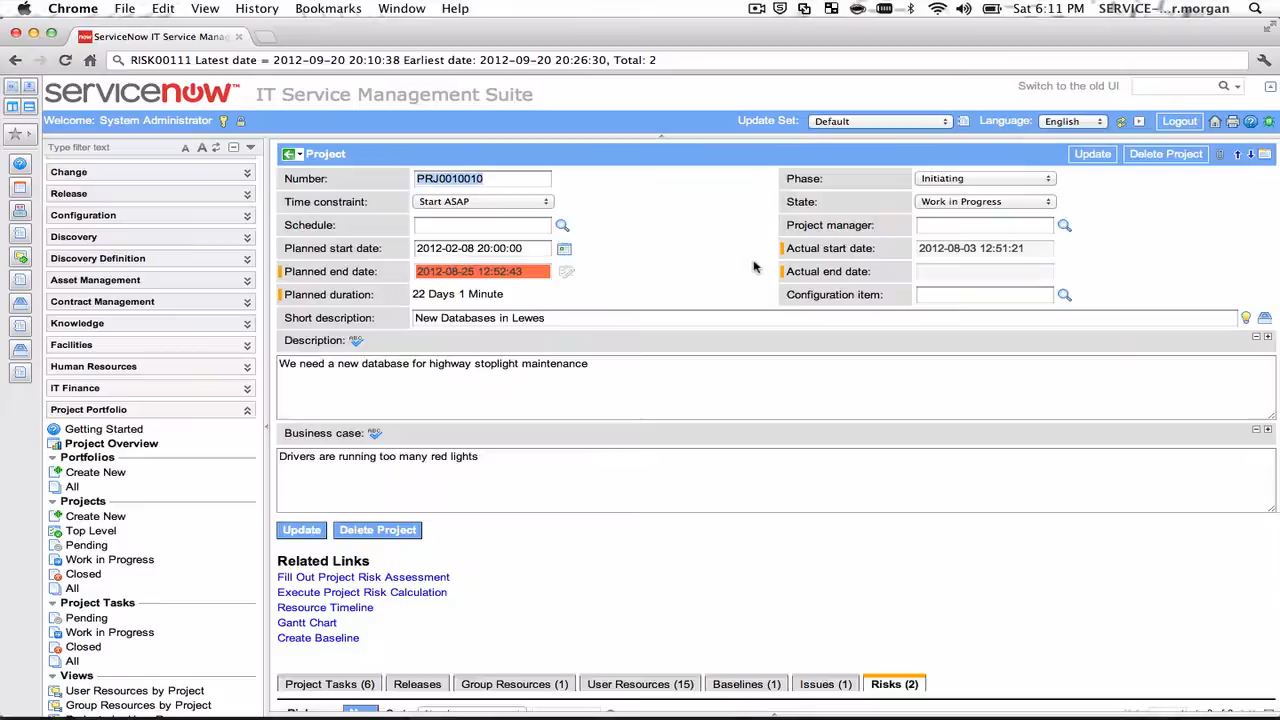 Chrome File Edit View History Bookmarks Window Help Sat 6:11 PM SERVICE-...r.morgan
now ServiceNow IT Service Mana
RISK00111 Latest date = 2012-09-20 20:10:38 Earliest date: 2012-09-20 20:26:30, Total: 2
servicenow™ IT Service Management Suite Switch to the old UI
Welcome: System Administrator Update Set: Default Language: English Logout
Type filter text A A Project Update Delete Project
Change
Release
Configuration
Discovery
Discovery Definition
Asset Management
Contract Management
Knowledge
Facilities
Human Resources
IT Finance
Project Portfolio
Getting Started
Project Overview
Portfolios
Create New
All
Projects
Create New
Top Level
Pending
Work in Progress
Closed
All
Project Tasks
Pending
Work in Progress
Closed
All
Views
User Resources by Project
Group Resources by Project
Number: PRJ0010010 Phase: Initiating
Time constraint: Start ASAP State: Work in Progress
Schedule: Project manager:
Planned start date: 2012-02-08 20:00:00 Actual start date: 2012-08-03 12:51:21
Planned end date: 2012-08-25 12:52:43 Actual end date:
Planned duration: 22 Days 1 Minute Configuration item:
Short description: New Databases in Lewes
Description: ABC
We need a new database for highway stoplight maintenance
Business case: ABC
Drivers are running too many red lights
Update Delete Project
Related Links
Fill Out Project Risk Assessment
Execute Project Risk Calculation
Resource Timeline
Gantt Chart
Create Baseline
Project Tasks (6) Releases Group Resources (1) User Resources (15) Baselines (1) Issues (1) Risks (2)